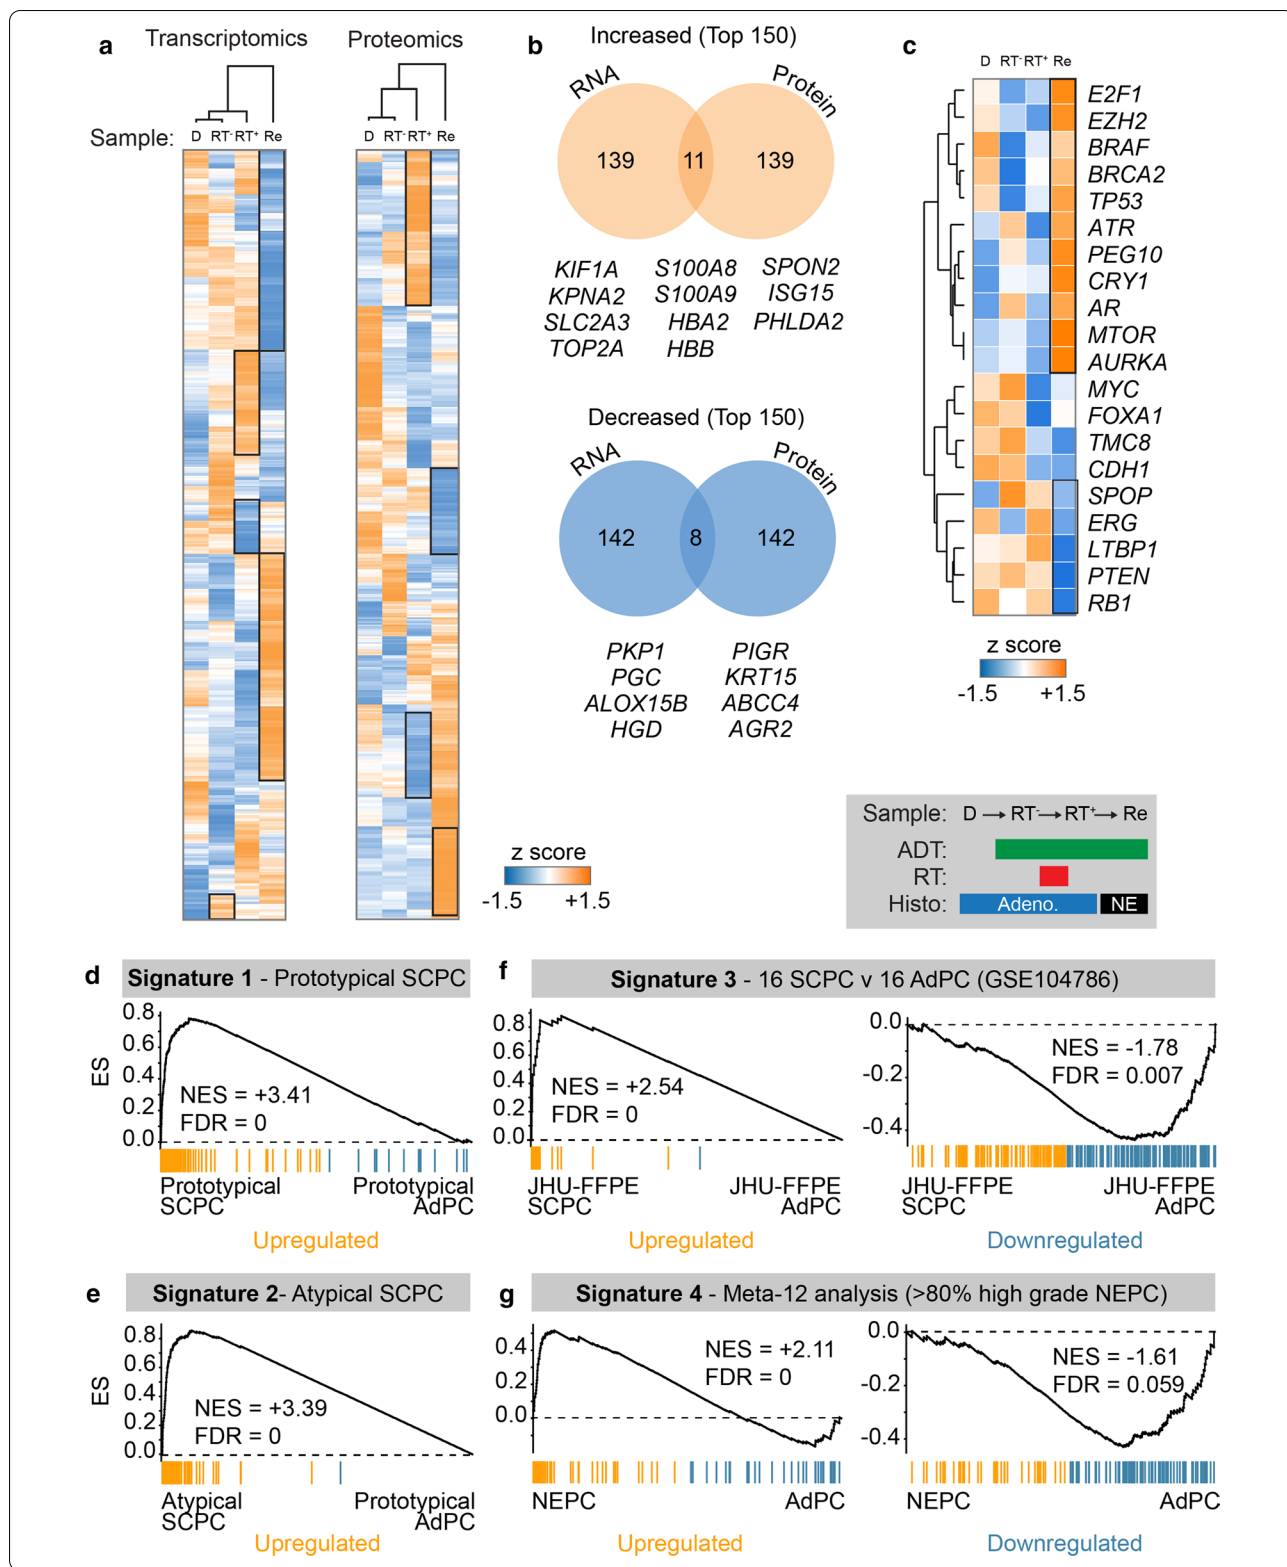 a
Transcriptomics
Proteomics
Sample:
D RT- RT+ Re
D RT- RT+ Re
z score
-1.5 +1.5
b
Increased (Top 150)
RNA
Protein
139 11 139
KIF1A S100A8 SPON2
KPNA2 S100A9 ISG15
SLC2A3 HBA2 PHLDA2
TOP2A HBB
Decreased (Top 150)
RNA
Protein
142 8 142
PKP1 PIGR
PGC KRT15
ALOX15B ABCC4
HGD AGR2
c
D RT- RT+ Re
E2F1
EZH2
BRAF
BRCA2
TP53
ATR
PEG10
CRY1
AR
MTOR
AURKA
MYC
FOXA1
TMC8
CDH1
SPOP
ERG
LTBP1
PTEN
RB1
z score
-1.5 +1.5
Sample: D → RT- → RT+ → Re
ADT:
RT:
Histo: Adeno. NE
d
Signature 1 - Prototypical SCPC
0.8
0.6
0.4
0.2
0.0
ES
NES = +3.41
FDR = 0
Prototypical Prototypical
SCPC AdPC
Upregulated
f
Signature 3 - 16 SCPC v 16 AdPC (GSE104786)
0.8
0.6
0.4
0.2
0.0
NES = +2.54
FDR = 0
JHU-FFPE JHU-FFPE
SCPC AdPC
Upregulated
0.0
-0.2
-0.4
NES = -1.78
FDR = 0.007
JHU-FFPE JHU-FFPE
SCPC AdPC
Downregulated
e
Signature 2- Atypical SCPC
0.8
0.6
0.4
0.2
0.0
ES
NES = +3.39
FDR = 0
Atypical Prototypical
SCPC AdPC
Upregulated
g
Signature 4 - Meta-12 analysis (>80% high grade NEPC)
0.4
0.2
0.0
NES = +2.11
FDR = 0
NEPC AdPC
Upregulated
0.0
-0.2
-0.4
NES = -1.61
FDR = 0.059
NEPC AdPC
Downregulated